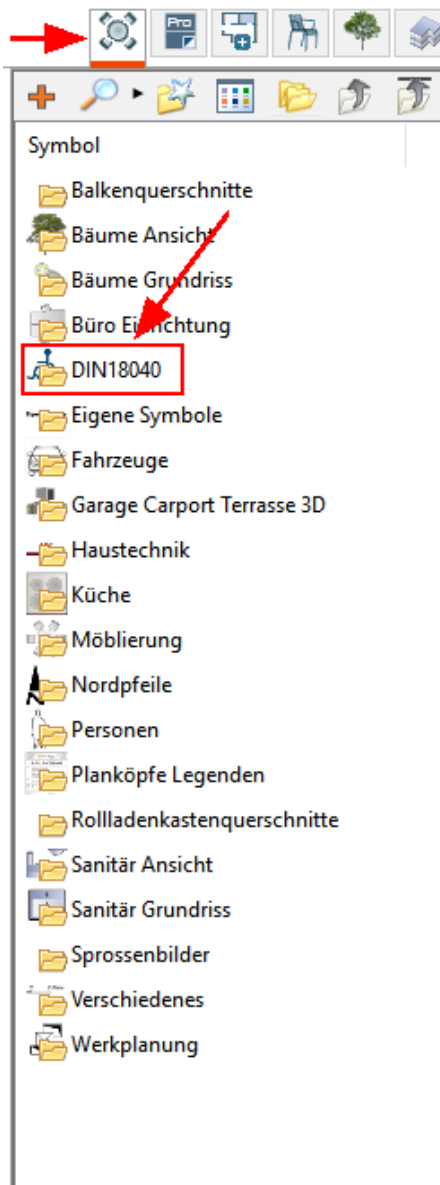 Pro
Symbol
Balkenquerschnitte
Bäume Ansicht
Bäume Grundriss
Büro Einrichtung
DIN18040
Eigene Symbole
Fahrzeuge
Garage Carport Terrasse 3D
Haustechnik
Küche
Möblierung
Nordpfeile
Personen
Planköpfe Legenden
Rollladenkastenquerschnitte
Sanitär Ansicht
Sanitär Grundriss
Sprossenbilder
Verschiedenes
Werkplanung